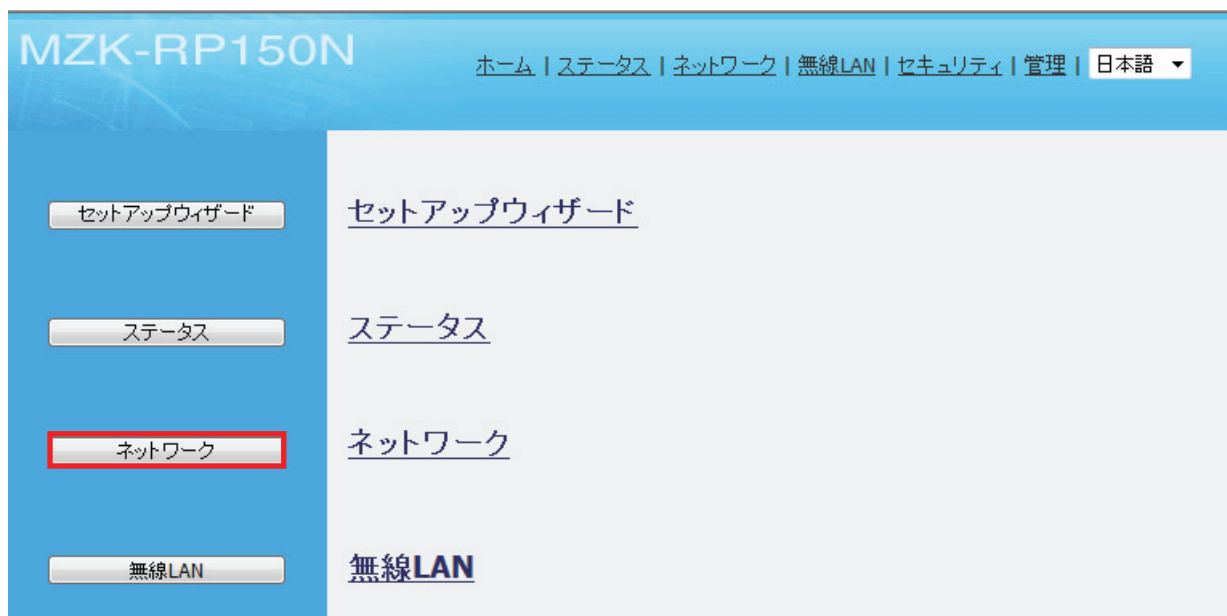 MZK-RP150N
ホーム | ステータス | ネットワーク | 無線LAN | セキュリティ | 管理 | 日本語
セットアップウィザード セットアップウィザード
ステータス ステータス
ネットワーク ネットワーク
無線LAN 無線LAN